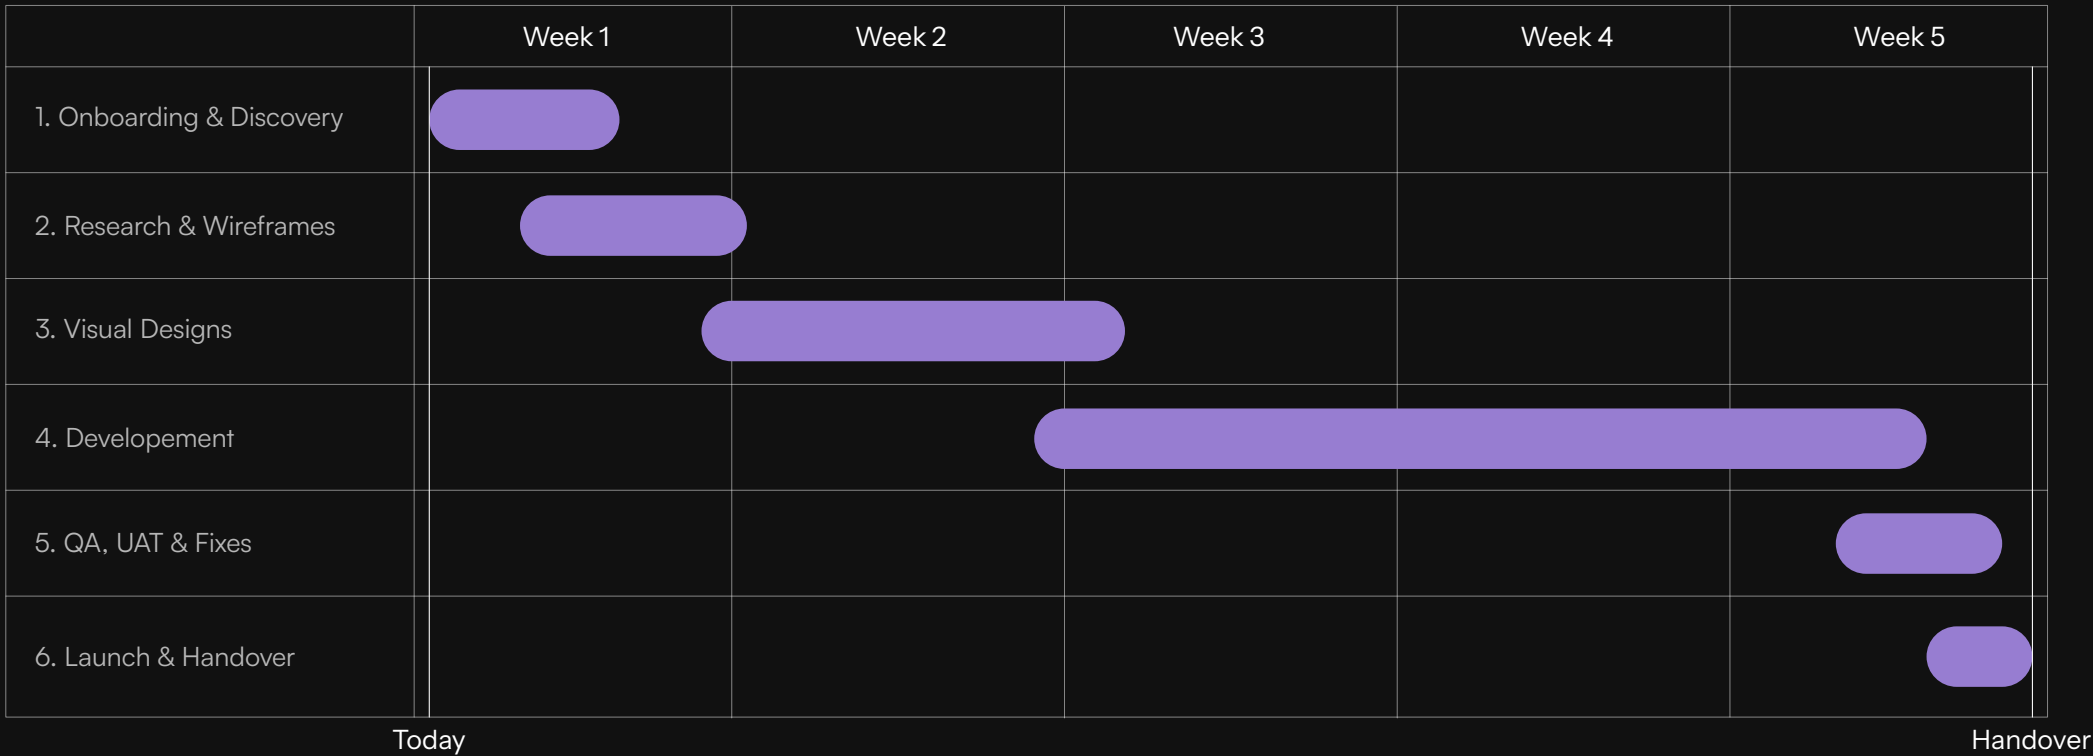 Week 1
Week 2
Week 3
Week 4
Week 5
1. Onboarding & Discovery
2. Research & Wireframes
3. Visual Designs
4. Developement
5. QA, UAT & Fixes
6. Launch & Handover
Today
Handover